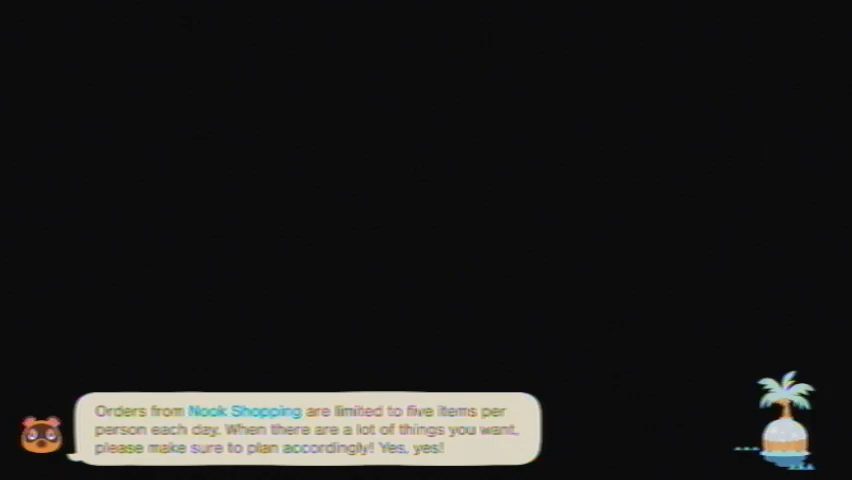 Orders from Nook Shopping are limited to five items per
person each day. When there are a lot of things you want,
please make sure to plan accordingly! Yes, yes!